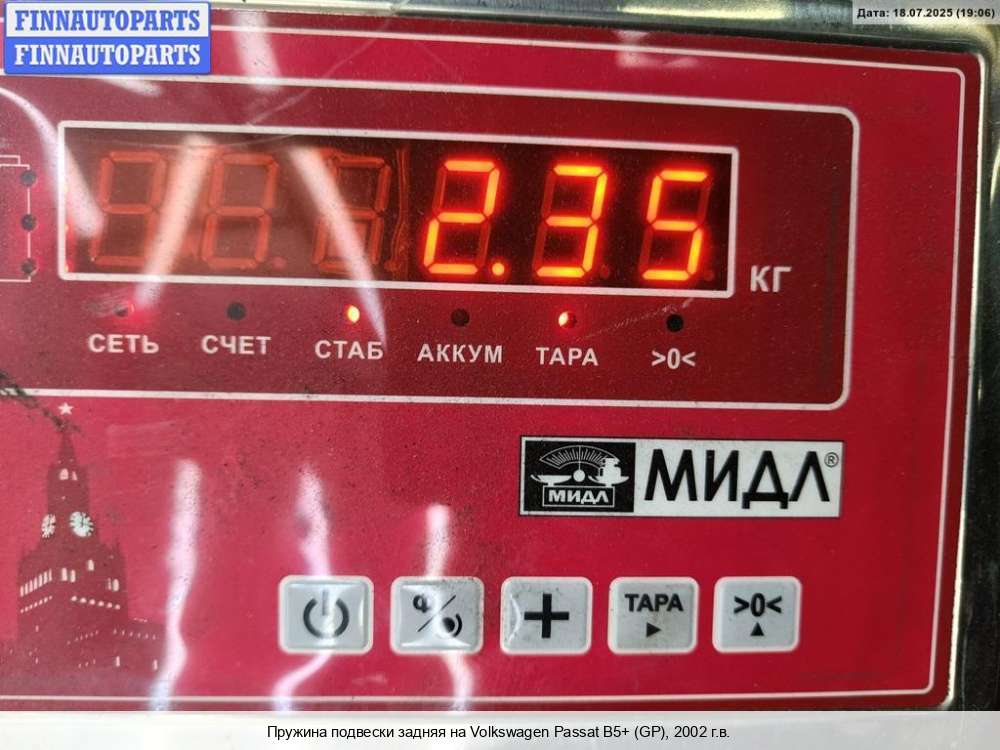 FINNAUTOPARTS
FINNAUTOPARTS
Дата: 18.07.2025 (19:06)
2.35
КГ
СЕТЬ СЧЕТ СТАБ АККУМ ТАРА >0<
МИДЛ
МИДЛ®
ТАРА >0<
Пружина подвески задняя на Volkswagen Passat B5+ (GP), 2002 г.в.